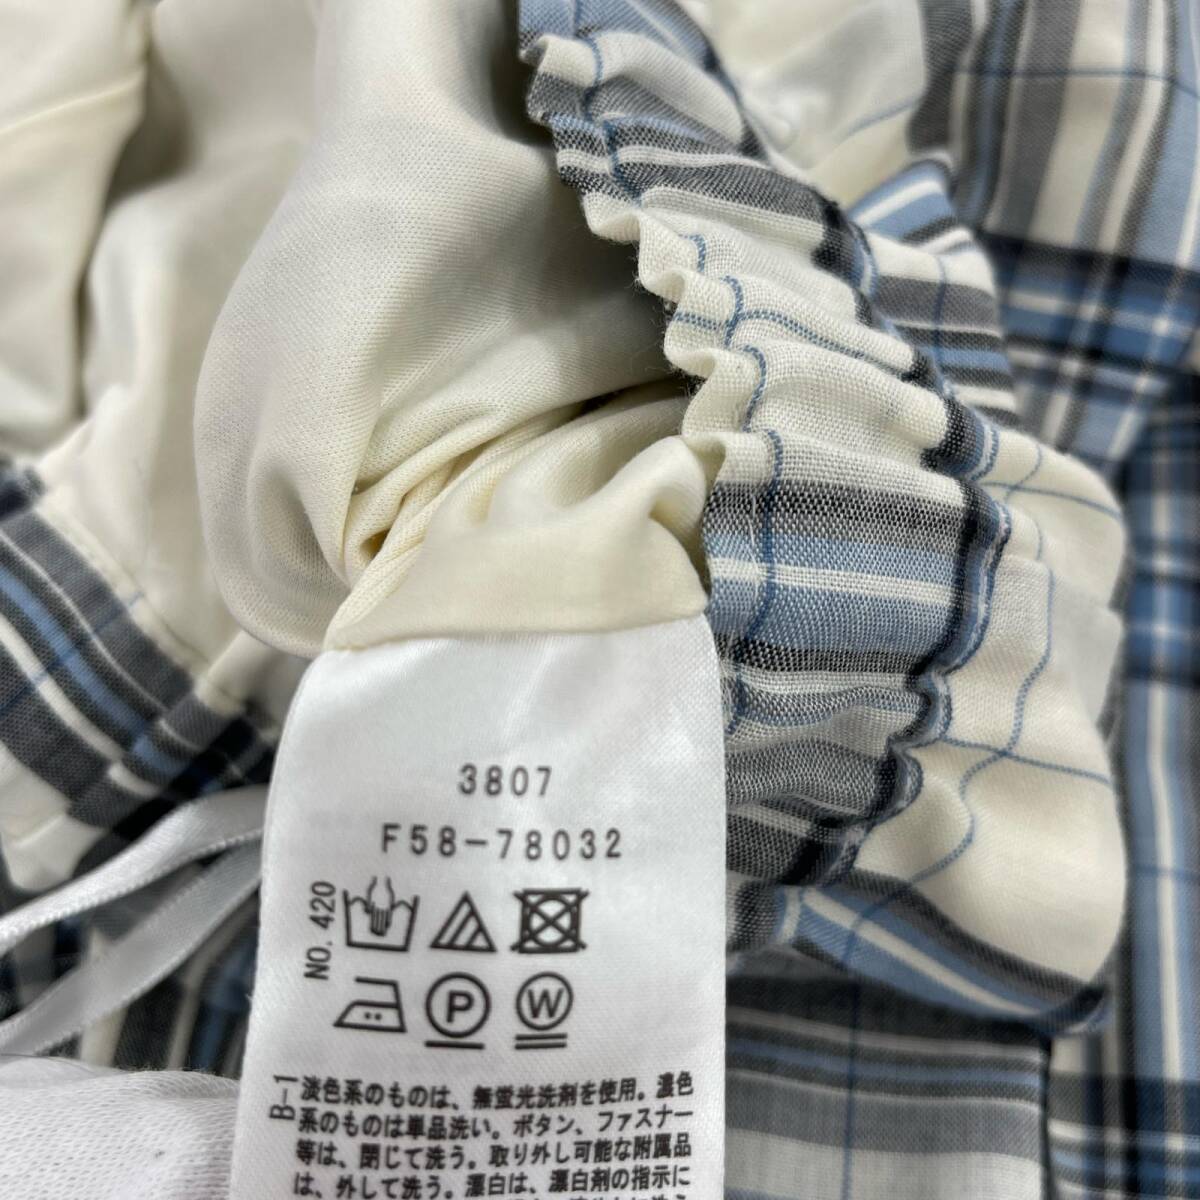 3807
F58-78032
NO. 420
P
W
B-1
淡色系のものは、無蛍光洗剤を使用。濃色
系のものは単品洗い。ボタン、ファスナー
等は、閉じて洗う。取り外し可能な附属品
は、外して洗う。漂白は、漂白剤の指示に